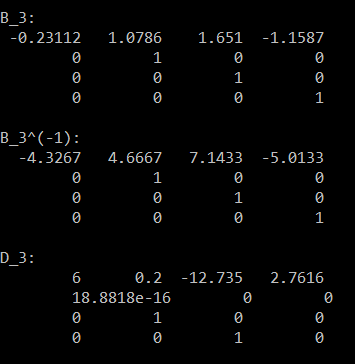 B_3:
-0.23112 1.0786 1.651 -1.1587
0 1 0 0
0 0 1 0
0 0 0 1
B_3^(-1):
-4.3267 4.6667 7.1433 -5.0133
0 1 0 0
0 0 1 0
0 0 0 1
D_3:
6 0.2 -12.735 2.7616
18.8818e-16 0 0
0 1 0 0
0 0 1 0